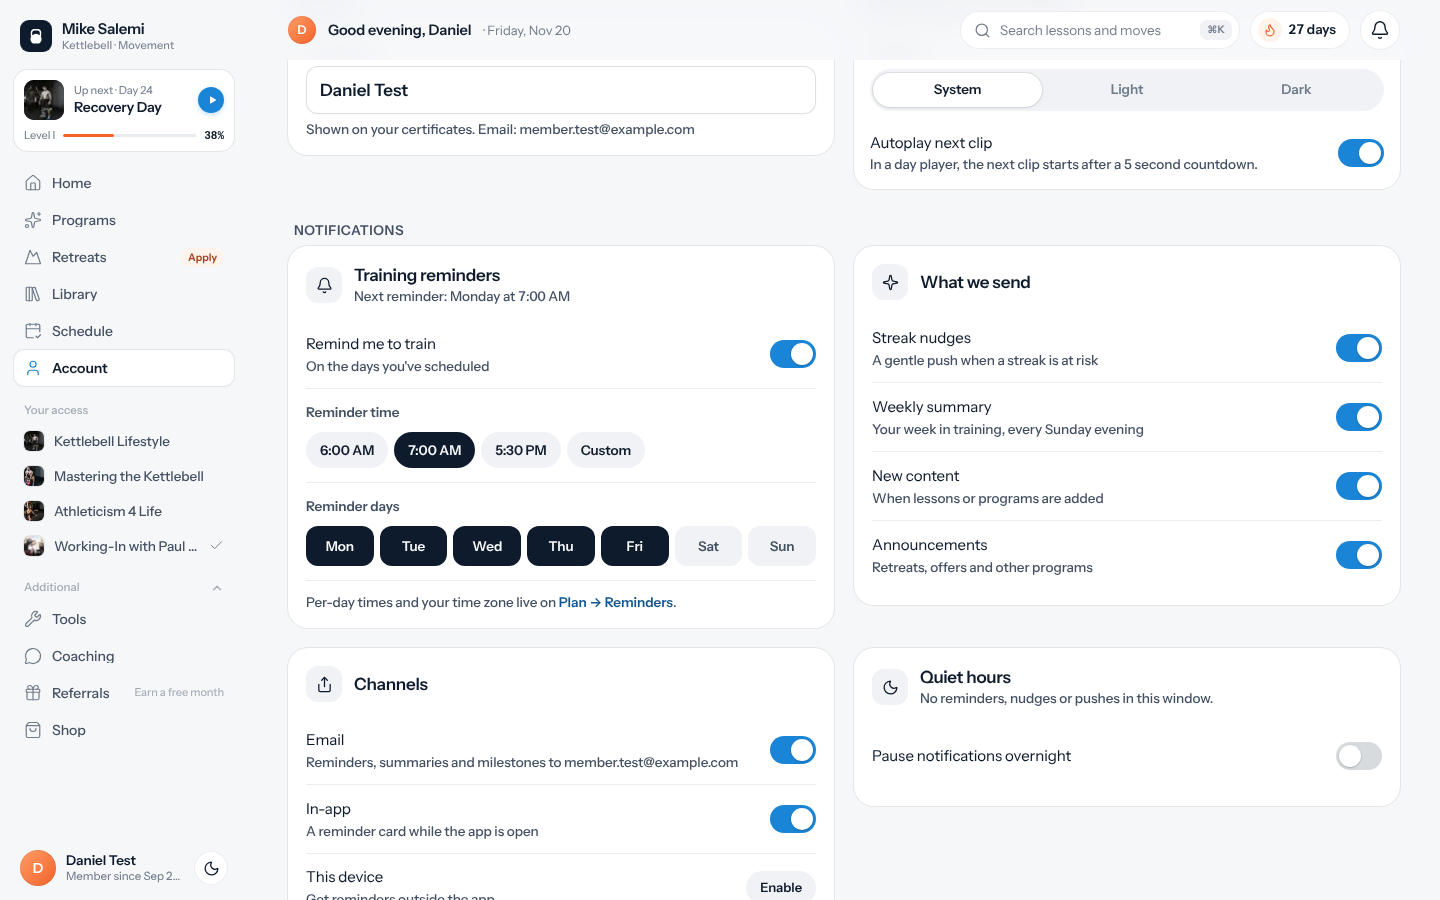 Mike Salemi
Kettlebell · Movement
Up next · Day 24
Recovery Day
Level I
38%
Home
Programs
Retreats
Apply
Library
Schedule
Account
Your access
Kettlebell Lifestyle
Mastering the Kettlebell
Athleticism 4 Life
Working-In with Paul ...
Additional
Tools
Coaching
Referrals
Earn a free month
Shop
D
Daniel Test
Member since Sep 2...
D
Good evening, Daniel
· Friday, Nov 20
Search lessons and moves
⌘K
27 days
Daniel Test
Shown on your certificates. Email: member.test@example.com
System
Light
Dark
Autoplay next clip
In a day player, the next clip starts after a 5 second countdown.
NOTIFICATIONS
Training reminders
Next reminder: Monday at 7:00 AM
Remind me to train
On the days you've scheduled
Reminder time
6:00 AM
7:00 AM
5:30 PM
Custom
Reminder days
Mon
Tue
Wed
Thu
Fri
Sat
Sun
Per-day times and your time zone live on Plan → Reminders.
What we send
Streak nudges
A gentle push when a streak is at risk
Weekly summary
Your week in training, every Sunday evening
New content
When lessons or programs are added
Announcements
Retreats, offers and other programs
Channels
Email
Reminders, summaries and milestones to member.test@example.com
In-app
A reminder card while the app is open
This device
Get reminders outside the app
Enable
Quiet hours
No reminders, nudges or pushes in this window.
Pause notifications overnight